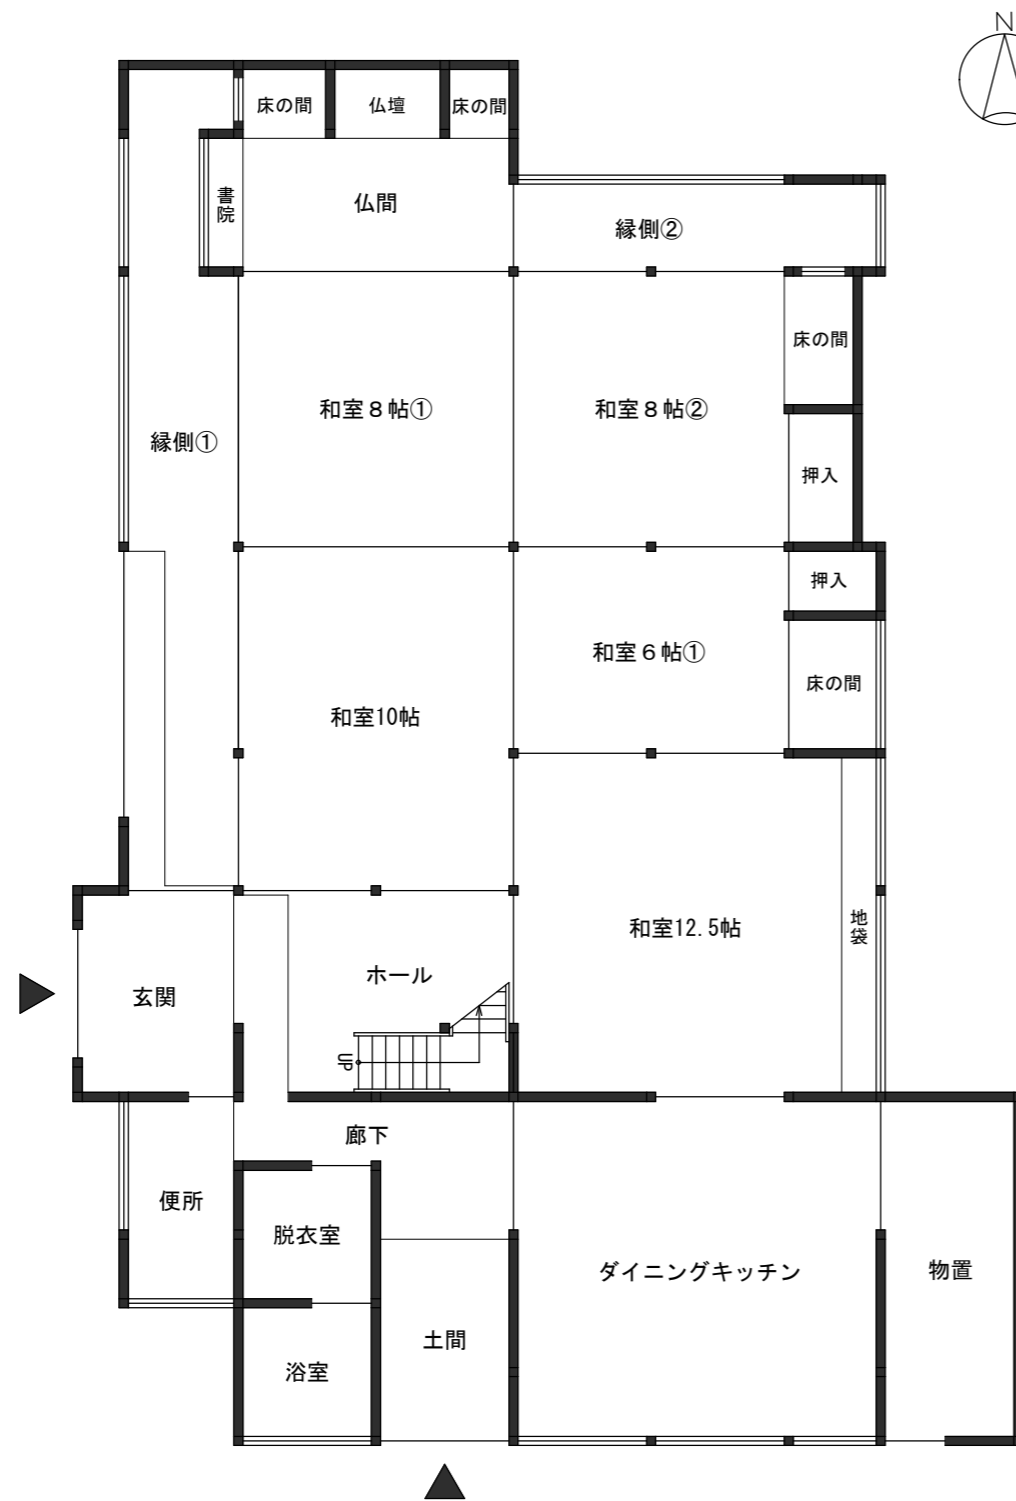 N
床の間
仏壇
床の間
書院
仏間
縁側②
床の間
和室８帖①
和室８帖②
縁側①
押入
押入
和室６帖①
床の間
和室10帖
和室12.5帖
地袋
ホール
玄関
UP
廊下
便所
脱衣室
ダイニングキッチン
物置
土間
浴室